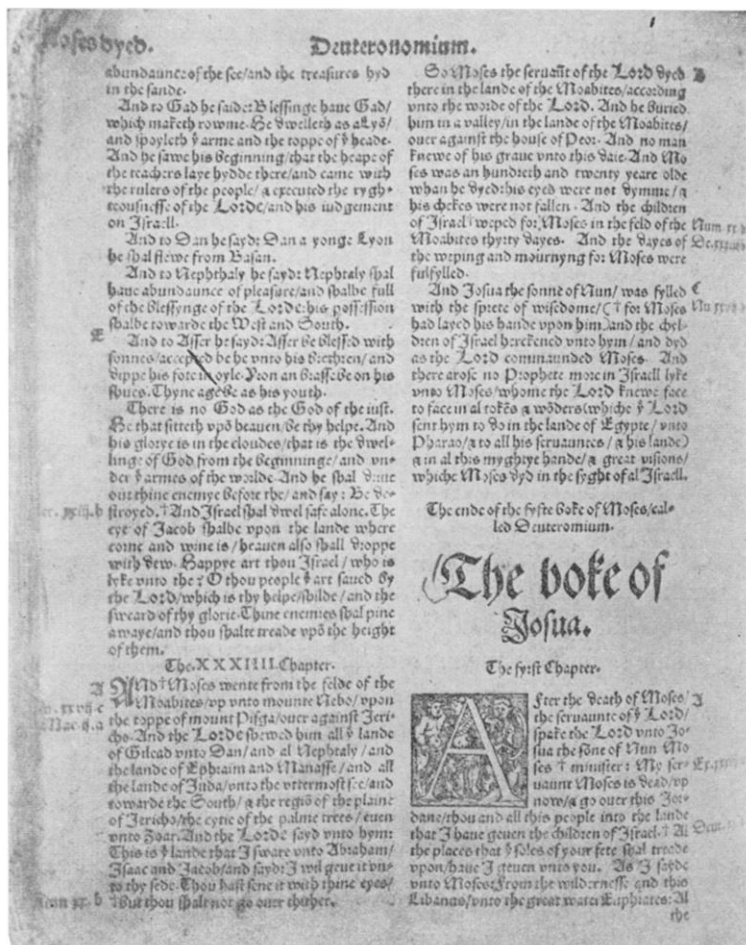 Moses dyed.
Deuteronomium.
abundaunce of the see/and the treasures hyd
in the sande.
And to Gad he saide: Blessinge haue Gad/
which maketh rowme. He dwelleth as a Lyō/
and spoyleth ẙ arme and the toppe of ẙ heade.
And he sawe his beginning/that the heape of
the teachers laye hydde there/and came with
the rulers of the people/& executed the rygh-
teousnesse of the Lorde/and his iudgement
on Israell.
And to Dan he sayd: Dan a yonge Lyon
he shal flewe from Basan.
And to Nephthaly he sayd: Nephtaly shal
haue abundaunce of pleasure/and shalbe full
of the blessynge of the Lorde: his possession
shalbe towarde the West and South.
E
And to Asser he sayd: Asser be blessed with
sonnes/accepted be he vnto his brethren/and
dippe his fote in oyle. Yron an brasse be on his
shues. Thyne age be as his youth.
There is no God as the God of the iust.
He that sitteth vpō heauen/be thy helpe. And
his glorye is in the cloudes/that is the dwel-
linge of God from the beginninge/and vn-
der ẙ armes of the worlde And he shal driue
out thine enemye before the/and say: Be de-
stroyed. †And Israel shal dwel safe alone. The
eye of Jacob shalbe vpon the lande where
corne and wine is/heauen also shall droppe
with dew. Happye art thou Israel/who is
lyke vnto the? O thou people ẙ art saued by
the Lord/which is thy helpe/shilde/and the
sweard of thy glorie. Thine enemies shal pine
awaye/and thou shalte treade vpō the height
of them.
The .XXXIIII. Chapter.
A
ANd †Moses wente from the felde of the
Moabites/vp vnto mounte Nebo/vpon
the toppe of mount Pisga/ouer against Jeri-
cho. And the Lorde shewed him all ẙ lande
of Gilead vnto Dan/and al Nephtaly/and
the lande of Ephraim and Manasse/and all
the lande of Juda/vnto the vttermost see/and
towarde the South/& the regiō of the plaine
of Jericho/the cytie of the palme trees/euen
vnto Zoar. And the Lorde sayd vnto hym:
This is ẙ lande that I sware vnto Abraham/
Isaac and Jacob/and sayd: I wil geue it vn-
to thy sede. Thou hast sene it with thine eyes/
But thou shalt not go ouer thither.
So Moses the seruaūt of the Lord dyed
B
there in the lande of the Moabites/according
vnto the worde of the Lord. And he buried
him in a valley/in the lande of the Moabites/
ouer against the house of Peor. And no man
knewe of his graue vnto this daie. And Mo
ses was an hundreth and twenty yeare olde
whan he dyed: his eyes were not dymme/&
his chekes were not fallen. And the children
of Israel weped for Moses in the feld of the
Moabites thyrty dayes. And the dayes of
the weping and mournyng for Moses were
fulfylled.
And Josua the sonne of Nun/ was fylled
C
with the sprete of wisedome/(† for Moses
had layed his hande vpon him) and the chyl-
dren of Israel herckened vnto hym/ and dyd
as the Lord commaunded Moses. And
there arose no Prophete more in Israell lyke
vnto Moses/whome the Lord knewe face
to face in al tokēs & wōders (whiche ẙ Lord
sent hym to do in the lande of Egypte/ vnto
Pharao/& to all his seruauntes/ & his lande)
& in al this myghtye hande/& great visions/
whiche Moses dyd in the syght of al Israell.
The ende of the fyfte boke of Moses/cal-
led Deuteromium.
The boke of
Josua.
The fyrst Chapter.
AFter the death of Moses/
the seruaunte of ẙ Lord/
spake the Lord vnto Jo-
sua the sōne of Nun Mo
ses † minister: My ser-
uaunt Moses is dead/vp
now/& go ouer this Jor-
dane/thou and all this people into the lande
that I haue geuen the children of Israel. † Al
the places that ẙ soles of your fete shal treade
vpon/haue I geuen vnto you. As I sayde
vnto Moses: From the wildernesse and this
Libanus/vnto the great water Euphrates: Al
the